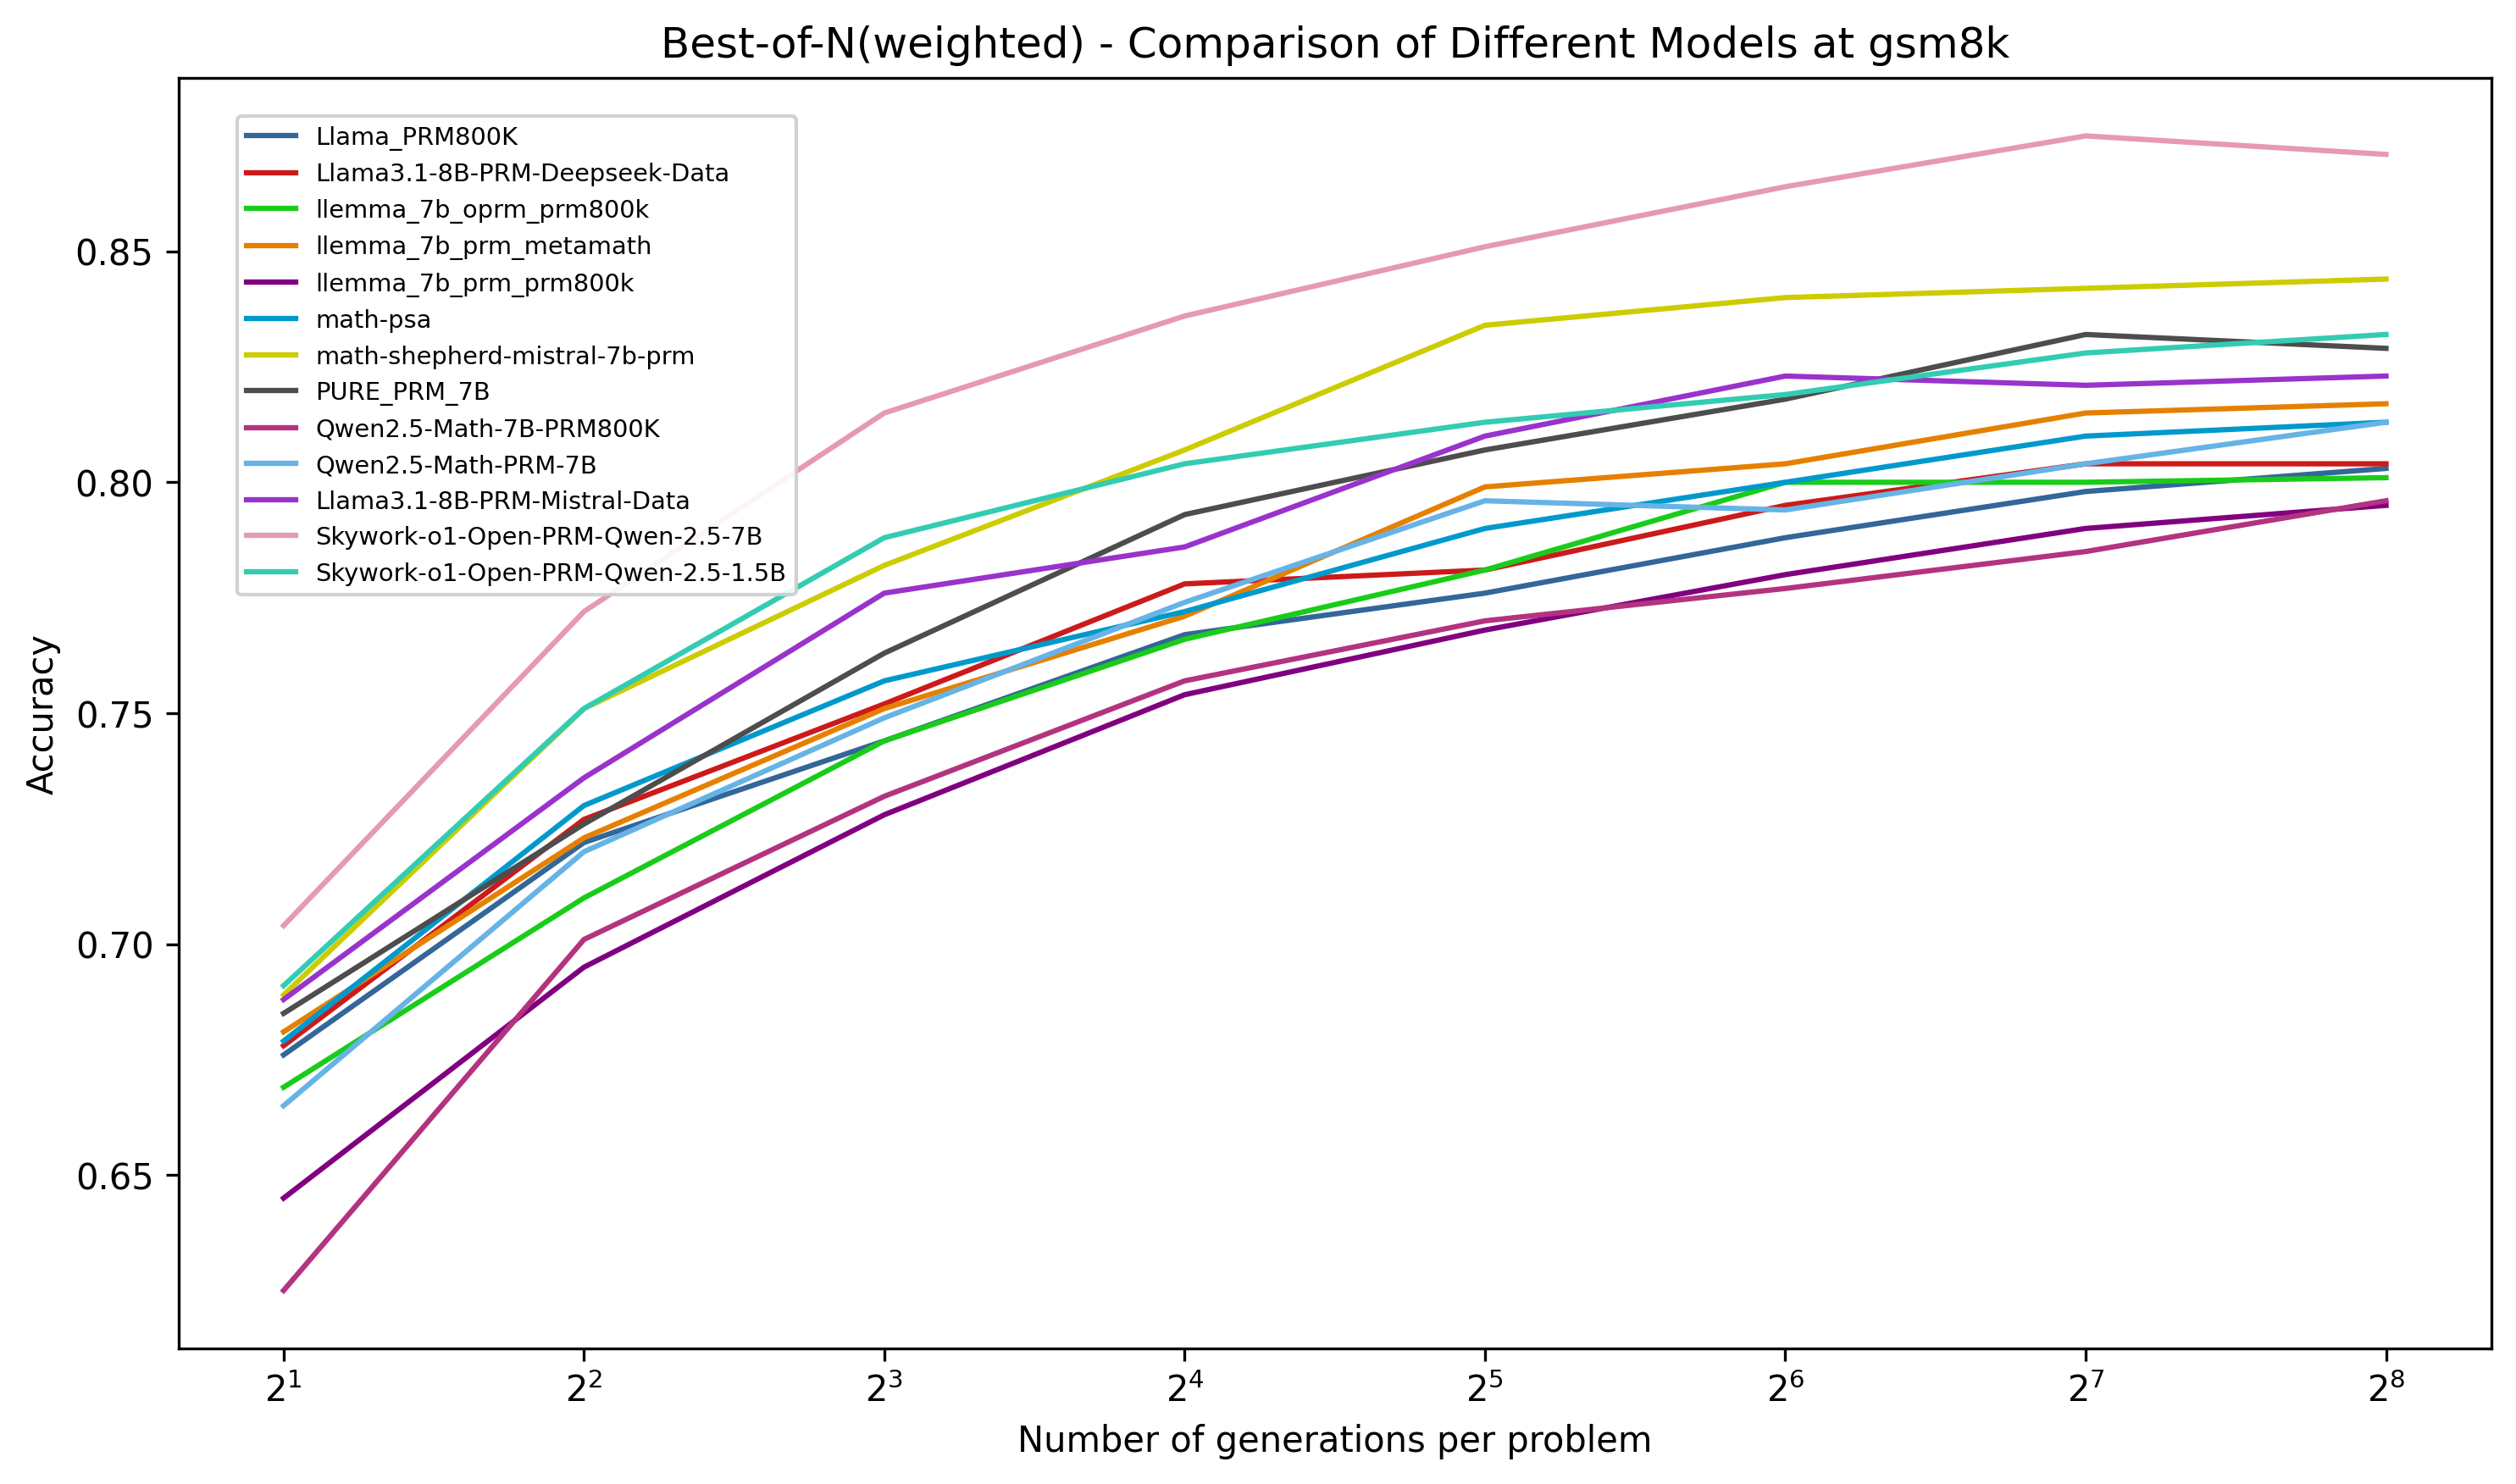 Best-of-N(weighted) - Comparison of Different Models at gsm8k
Llama_PRM800K
Llama3.1-8B-PRM-Deepseek-Data
llemma_7b_oprm_prm800k
llemma_7b_prm_metamath
llemma_7b_prm_prm800k
math-psa
math-shepherd-mistral-7b-prm
PURE_PRM_7B
Qwen2.5-Math-7B-PRM800K
Qwen2.5-Math-PRM-7B
Llama3.1-8B-PRM-Mistral-Data
Skywork-o1-Open-PRM-Qwen-2.5-7B
Skywork-o1-Open-PRM-Qwen-2.5-1.5B
Accuracy
0.85
0.80
0.75
0.70
0.65
2¹ 2² 2³ 2⁴ 2⁵ 2⁶ 2⁷ 2⁸
Number of generations per problem